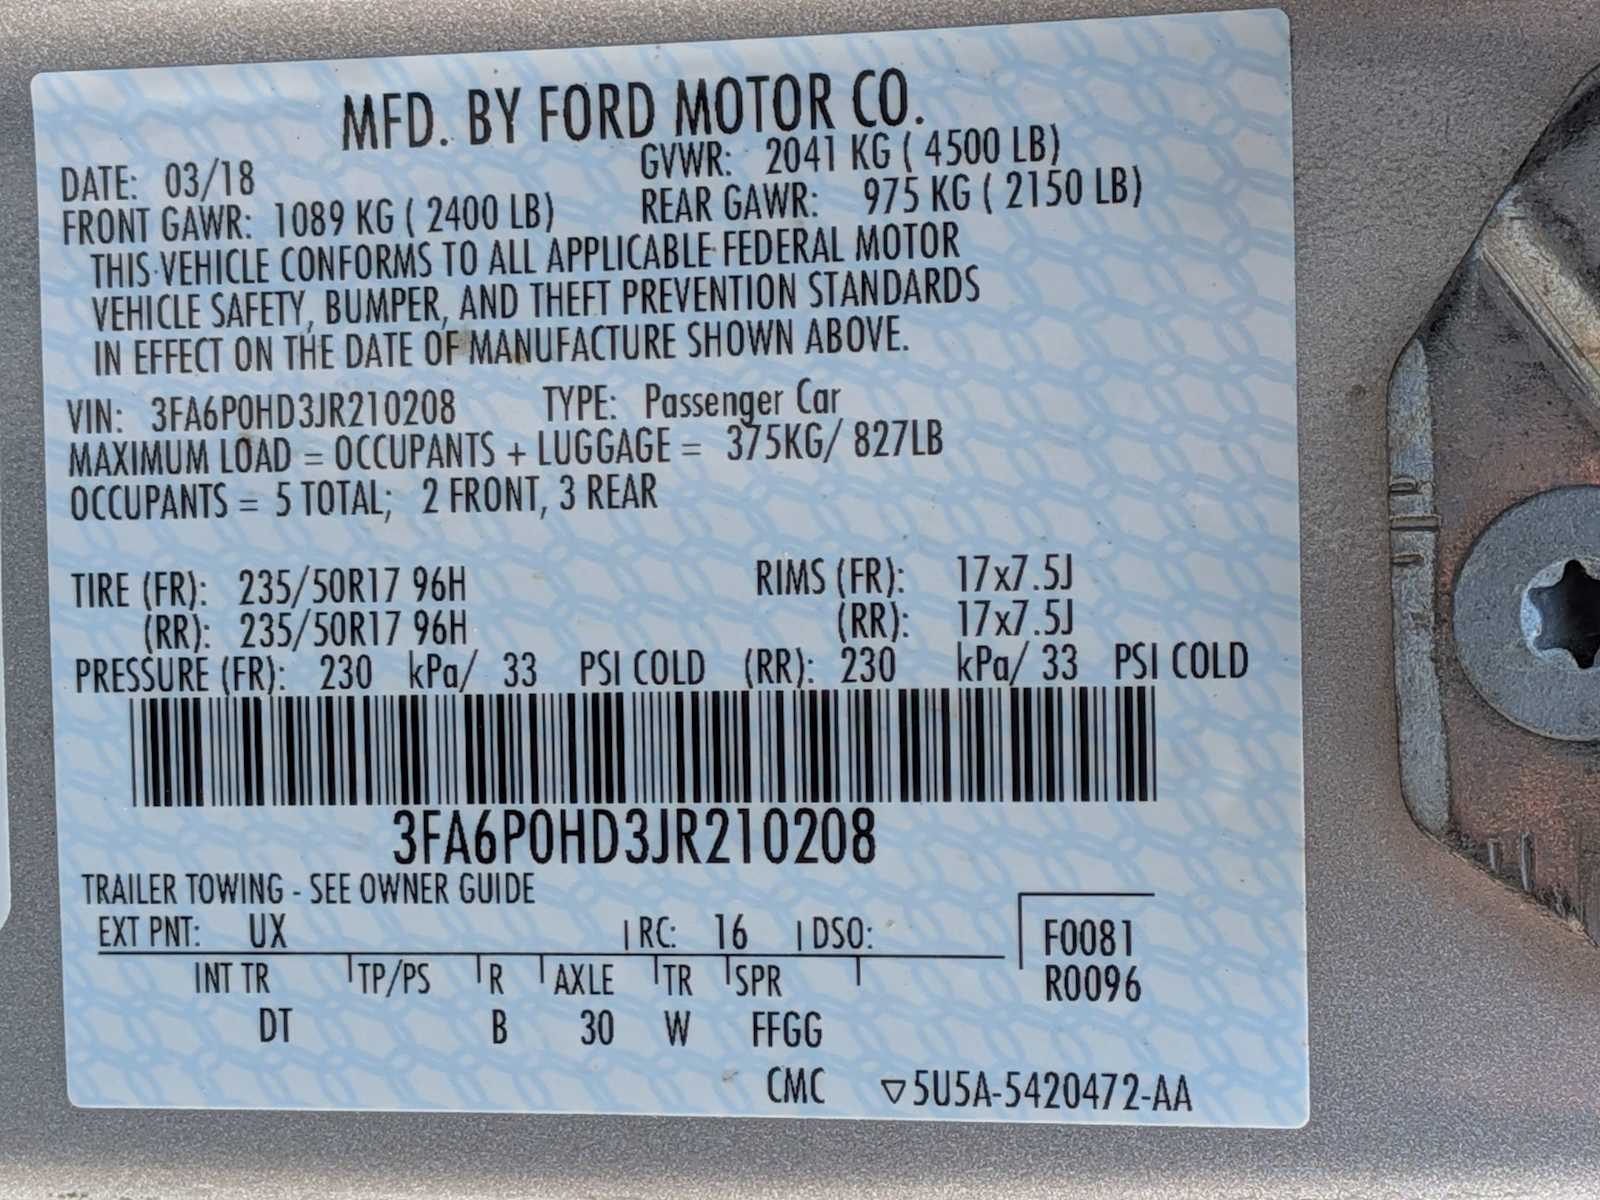 MFD. BY FORD MOTOR CO.
DATE: 03/18 GVWR: 2041 KG ( 4500 LB)
FRONT GAWR: 1089 KG ( 2400 LB) REAR GAWR: 975 KG ( 2150 LB)
THIS VEHICLE CONFORMS TO ALL APPLICABLE FEDERAL MOTOR
VEHICLE SAFETY, BUMPER, AND THEFT PREVENTION STANDARDS
IN EFFECT ON THE DATE OF MANUFACTURE SHOWN ABOVE.
VIN: 3FA6P0HD3JR210208 TYPE: Passenger Car
MAXIMUM LOAD = OCCUPANTS + LUGGAGE = 375KG/ 827LB
OCCUPANTS = 5 TOTAL; 2 FRONT, 3 REAR
TIRE (FR): 235/50R17 96H RIMS (FR): 17x7.5J
(RR): 235/50R17 96H (RR): 17x7.5J
PRESSURE (FR): 230 kPa/ 33 PSI COLD (RR): 230 kPa/ 33 PSI COLD
3FA6P0HD3JR210208
TRAILER TOWING - SEE OWNER GUIDE
EXT PNT: UX RC: 16 DSO: F0081
INT TR TP/PS R AXLE TR SPR R0096
DT B 30 W FFGG
CMC ▽5U5A-5420472-AA